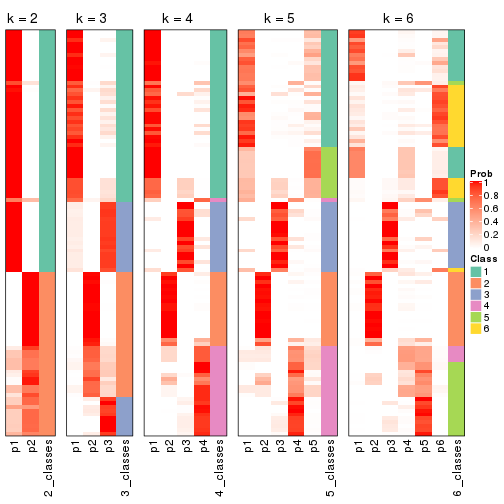 k = 2
k = 3
k = 4
k = 5
k = 6
Prob
1
0.8
0.6
0.4
0.2
0
Class
1
2
3
4
5
6
p1
p2
2_classes
p1
p2
p3
3_classes
p1
p2
p3
p4
4_classes
p1
p2
p3
p4
p5
5_classes
p1
p2
p3
p4
p5
p6
6_classes